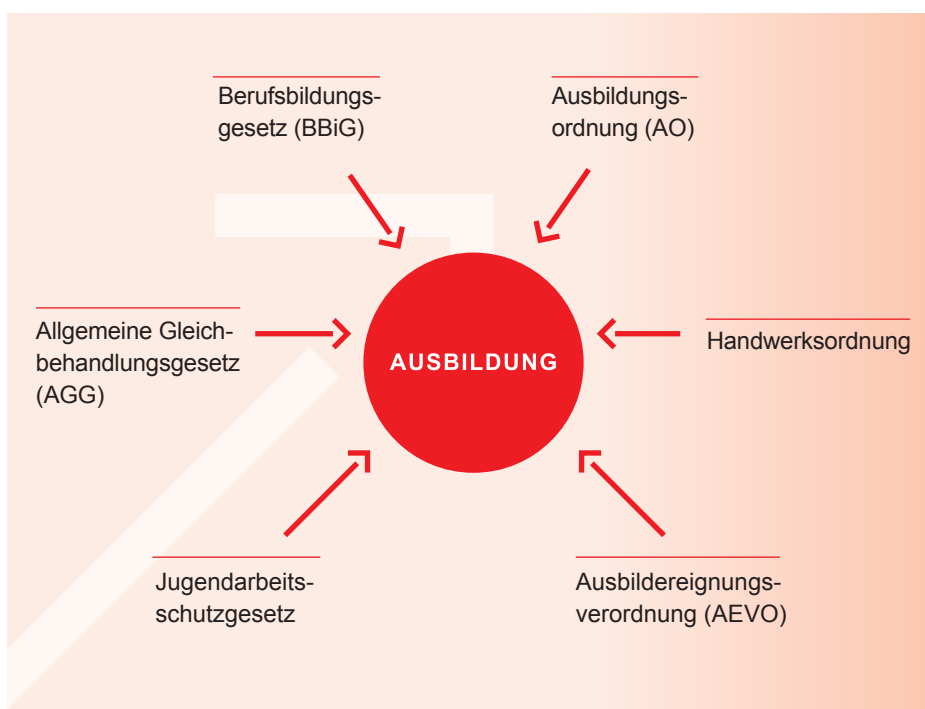 Berufsbildungs-
gesetz (BBiG)
Ausbildungs-
ordnung (AO)
Allgemeine Gleich-
behandlungsgesetz
(AGG)
AUSBILDUNG
Handwerksordnung
Jugendarbeits-
schutzgesetz
Ausbildereignungs-
verordnung (AEVO)